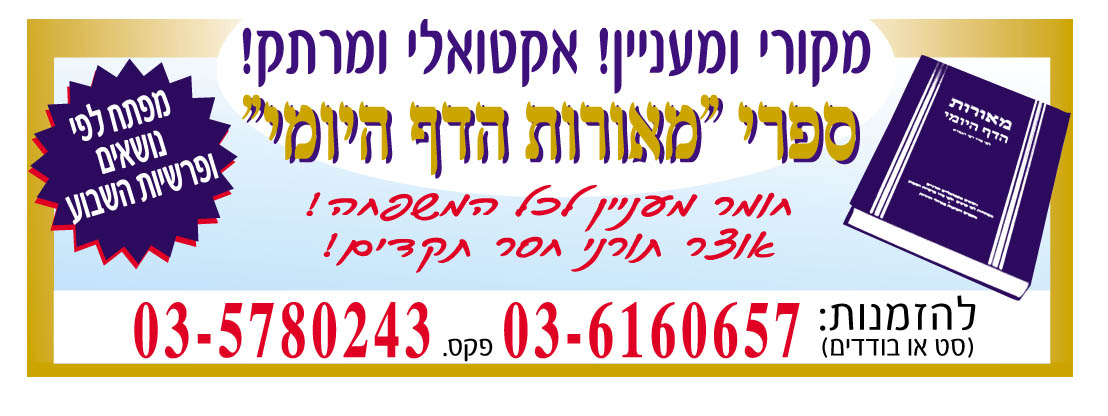 מקורי ומעניין! אקטואלי ומרתק!
ספרי "מאורות הדף היומי"
חומר מעניין לכל המשפחה!
אוצר תורני חסר תקדים!
מפתח לפי
נושאים
ופרשיות השבוע
מאורות
הדף היומי
להזמנות: 03-6160657 פקס. 03-5780243
(סט או בודדים)